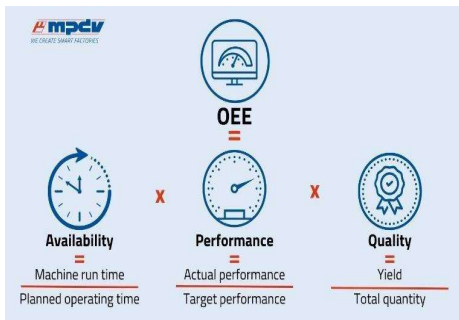 mpdv
WE CREATE SMART FACTORIES
OEE
=
x
x
Availability
Performance
Quality
=
=
=
Machine run time
Actual performance
Yield
Planned operating time
Target performance
Total quantity